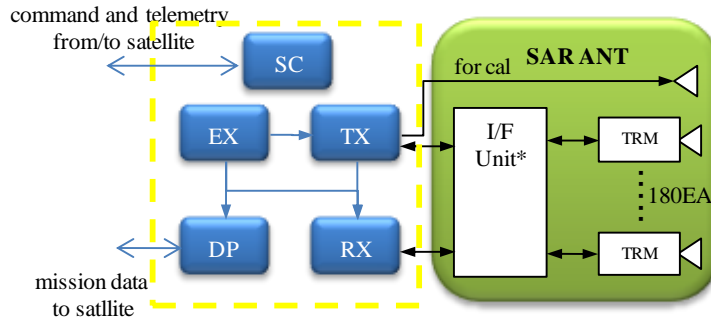 command and telemetry
from/to satellite
SC
for cal
SAR ANT
EX
TX
I/F
Unit*
TRM
180EA
DP
RX
TRM
mission data
to satllite